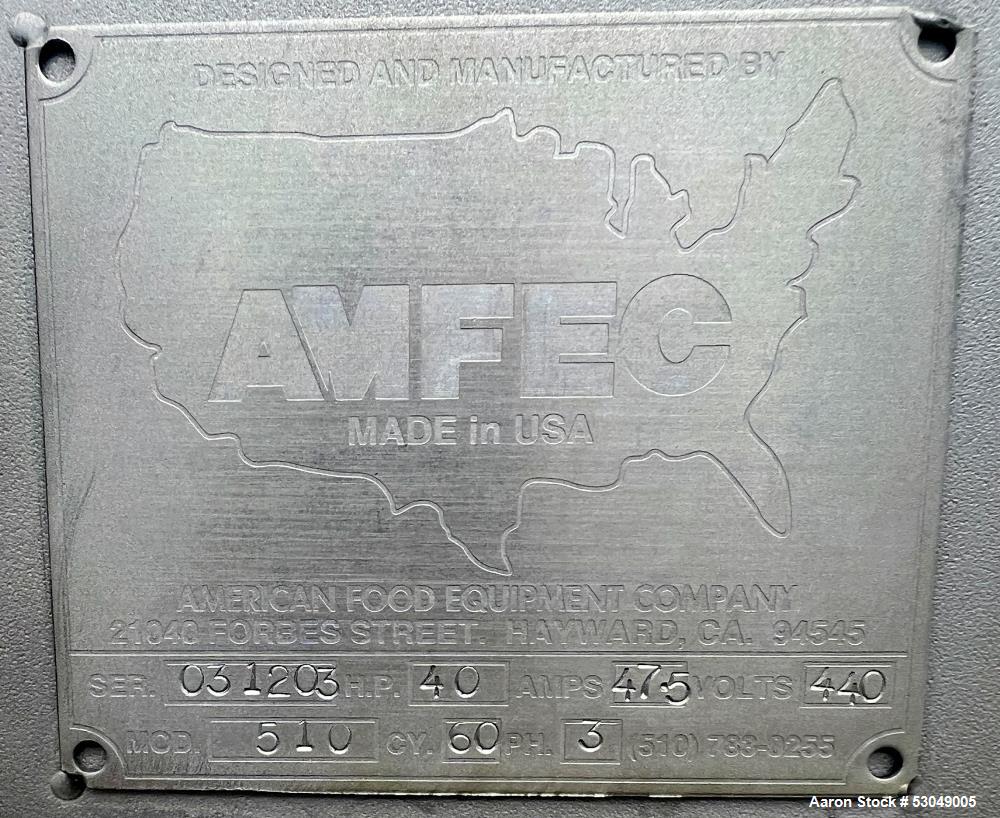 DESIGNED AND MANUFACTURED BY
AMFEC
MADE in USA
AMERICAN FOOD EQUIPMENT COMPANY
21040 FORBES STREET. HAYWARD, CA. 94545
SER. 031203 H.P. 40 AMPS 47.5 VOLTS 440
MOD. 510 CY. 60 PH. 3 (510) 783-0255
Aaron Stock # 53049005